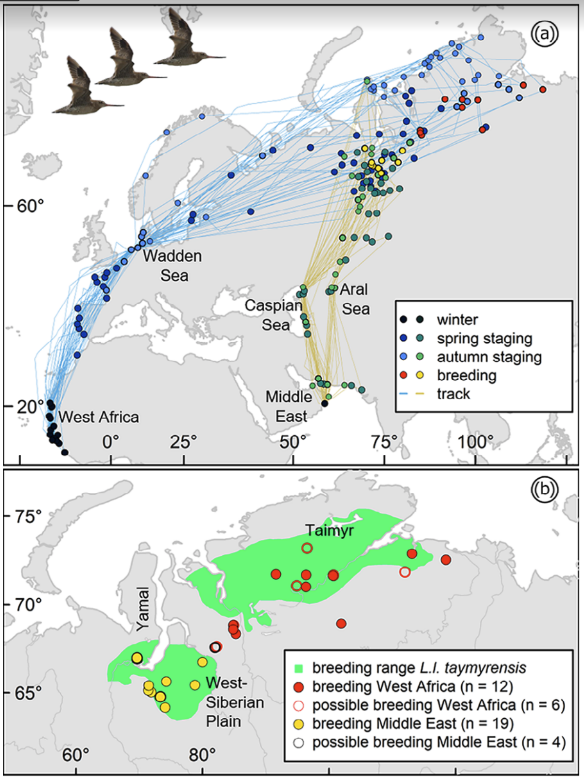 (a)
60°
Wadden
Sea
Caspian
Sea
Aral
Sea
winter
spring staging
autumn staging
breeding
track
20°
West Africa
Middle
East
0°
25°
50°
75°
100°
(b)
75°
Taimyr
70°
Yamal
65°
West-
Siberian
Plain
breeding range L.l. taymyrensis
breeding West Africa (n = 12)
possible breeding West Africa (n = 6)
breeding Middle East (n = 19)
possible breeding Middle East (n = 4)
60°
80°